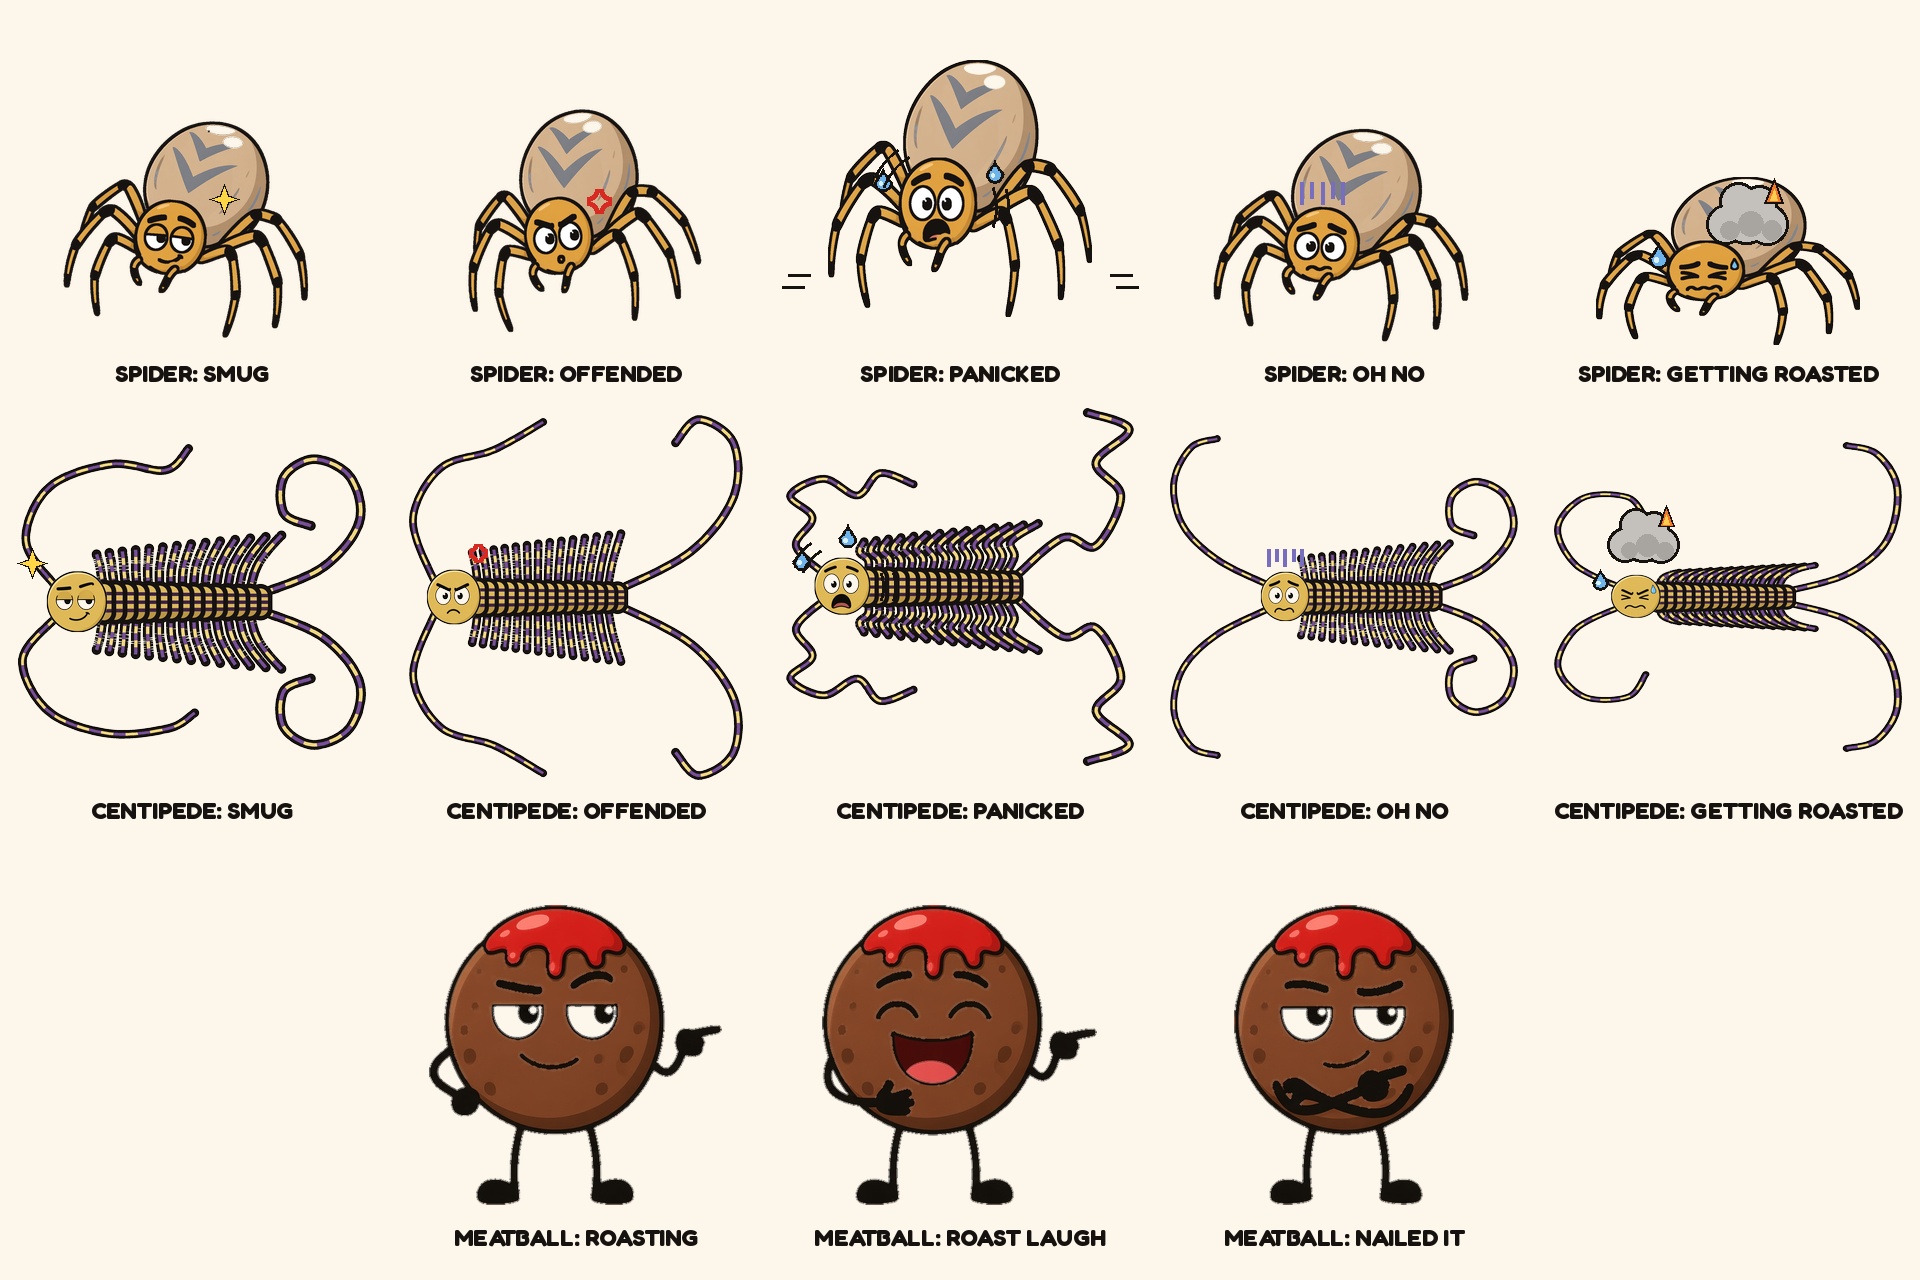 SPIDER: SMUG
SPIDER: OFFENDED
SPIDER: PANICKED
SPIDER: OH NO
SPIDER: GETTING ROASTED
CENTIPEDE: SMUG
CENTIPEDE: OFFENDED
CENTIPEDE: PANICKED
CENTIPEDE: OH NO
CENTIPEDE: GETTING ROASTED
MEATBALL: ROASTING
MEATBALL: ROAST LAUGH
MEATBALL: NAILED IT